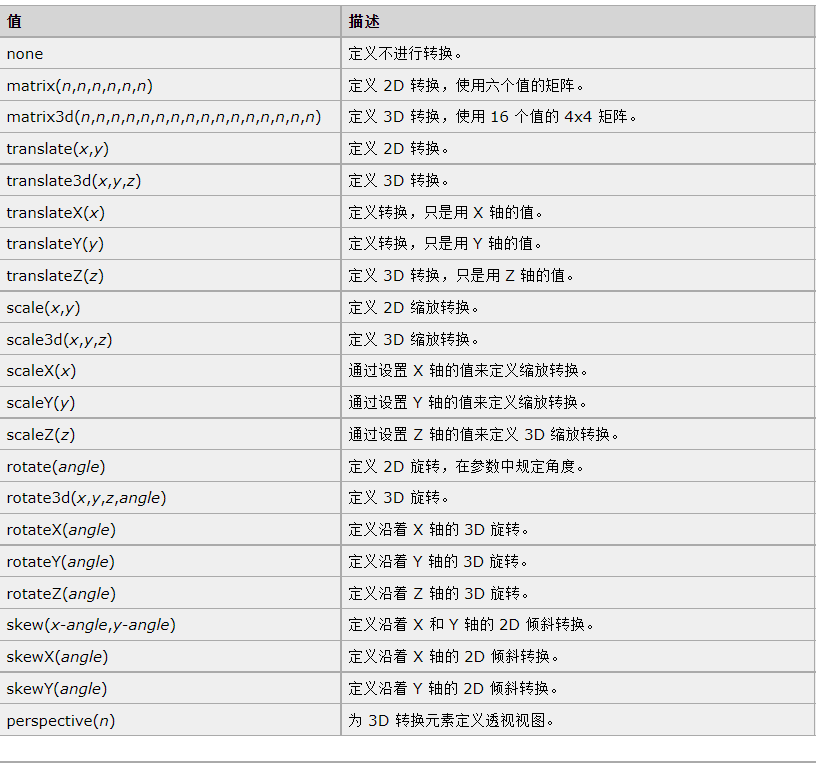 值 描述
none 定义不进行转换。
matrix(n,n,n,n,n,n) 定义 2D 转换，使用六个值的矩阵。
matrix3d(n,n,n,n,n,n,n,n,n,n,n,n,n,n,n,n) 定义 3D 转换，使用 16 个值的 4x4 矩阵。
translate(x,y) 定义 2D 转换。
translate3d(x,y,z) 定义 3D 转换。
translateX(x) 定义转换，只是用 X 轴的值。
translateY(y) 定义转换，只是用 Y 轴的值。
translateZ(z) 定义 3D 转换，只是用 Z 轴的值。
scale(x,y) 定义 2D 缩放转换。
scale3d(x,y,z) 定义 3D 缩放转换。
scaleX(x) 通过设置 X 轴的值来定义缩放转换。
scaleY(y) 通过设置 Y 轴的值来定义缩放转换。
scaleZ(z) 通过设置 Z 轴的值来定义 3D 缩放转换。
rotate(angle) 定义 2D 旋转，在参数中规定角度。
rotate3d(x,y,z,angle) 定义 3D 旋转。
rotateX(angle) 定义沿着 X 轴的 3D 旋转。
rotateY(angle) 定义沿着 Y 轴的 3D 旋转。
rotateZ(angle) 定义沿着 Z 轴的 3D 旋转。
skew(x-angle,y-angle) 定义沿着 X 和 Y 轴的 2D 倾斜转换。
skewX(angle) 定义沿着 X 轴的 2D 倾斜转换。
skewY(angle) 定义沿着 Y 轴的 2D 倾斜转换。
perspective(n) 为 3D 转换元素定义透视视图。